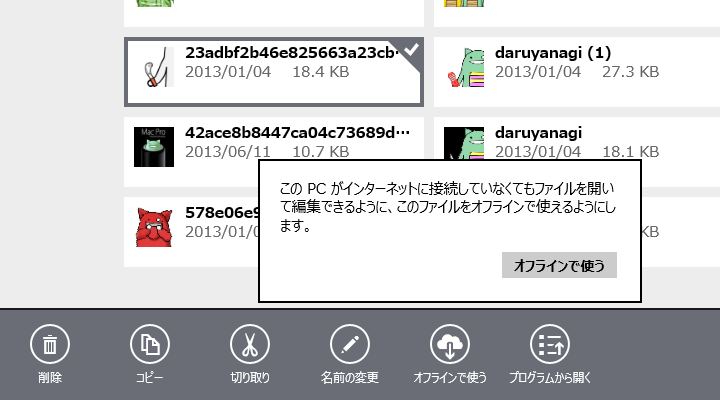 23adbf2b46e825663a23cb…
2013/01/04 18.4 KB
daruyanagi (1)
2013/01/04 27.3 KB
Mac Pro
42ace8b8447ca04c73689d…
2013/06/11 10.7 KB
daruyanagi
2013/01/04 18.1 KB
578e06e9
2013/01/0
KB
この PC がインターネットに接続していなくてもファイルを開い
て編集できるように、このファイルをオフラインで使えるようにし
ます。
オフラインで使う
削除
コピー
切り取り
名前の変更
オフラインで使う
プログラムから開く